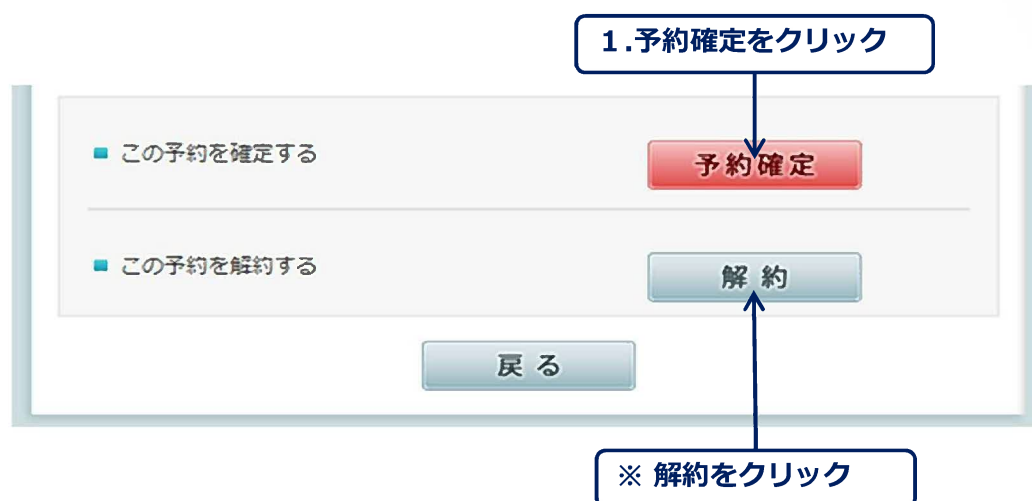 1.予約確定をクリック
この予約を確定する
予約確定
この予約を解約する
解 約
戻 る
※ 解約をクリック